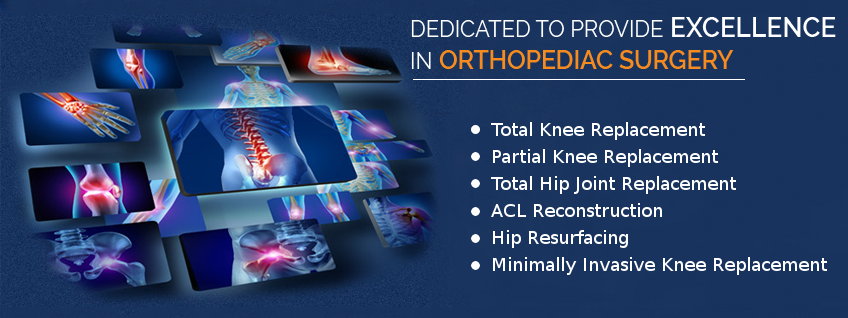 DEDICATED TO PROVIDE EXCELLENCE
IN ORTHOPEDIAC SURGERY
• Total Knee Replacement
• Partial Knee Replacement
• Total Hip Joint Replacement
• ACL Reconstruction
• Hip Resurfacing
• Minimally Invasive Knee Replacement